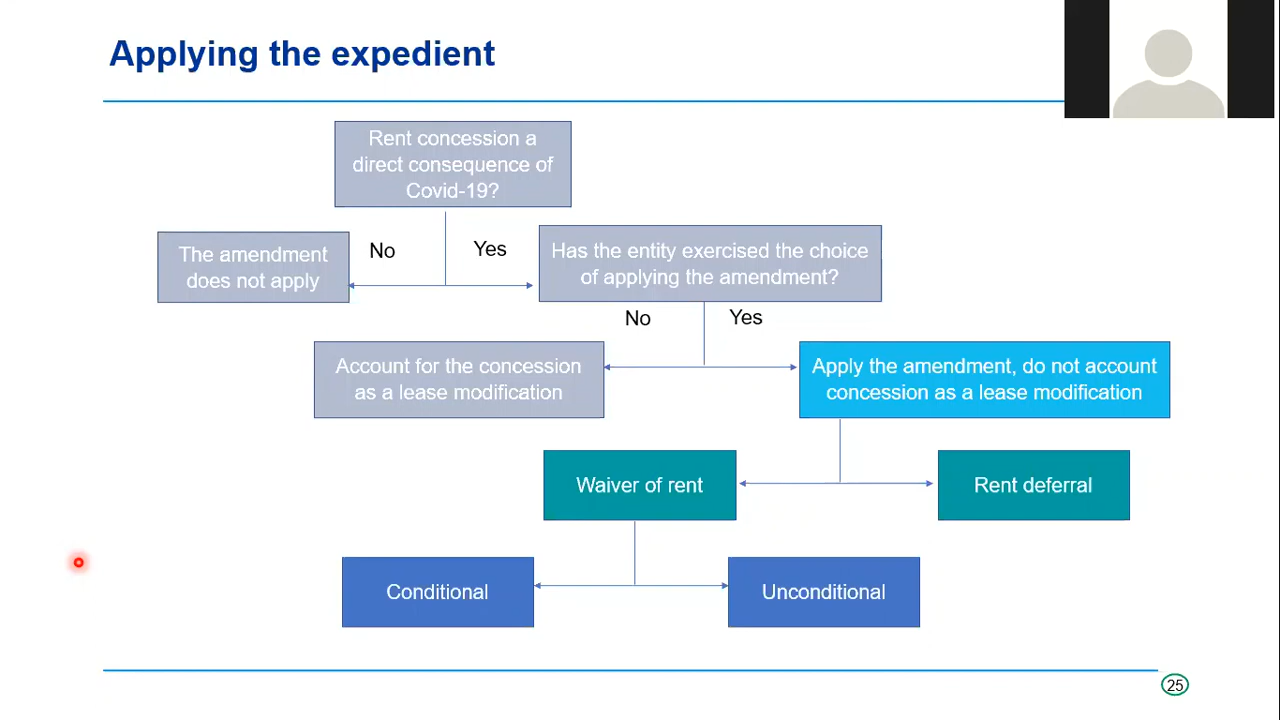 Applying the expedient
Rent concession a
direct consequence of
Covid-19?
The amendment
does not apply
No
Yes
Has the entity exercised the choice
of applying the amendment?
No
Yes
Account for the concession
as a lease modification
Apply the amendment, do not account
concession as a lease modification
Waiver of rent
Rent deferral
Conditional
Unconditional
25